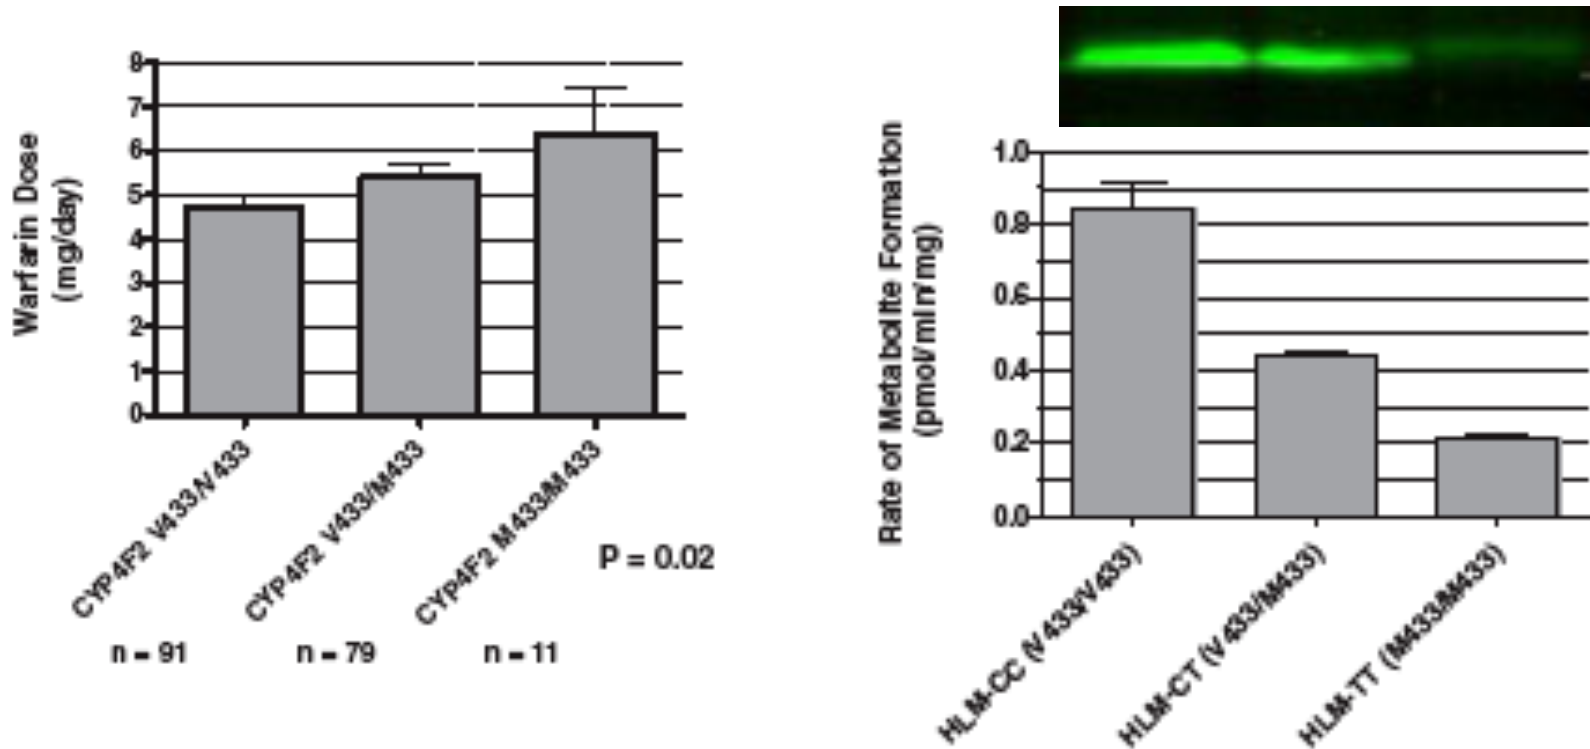 Warfarin Dose
(mg/day)
8
7
6
5
4
3
2
1
0
CYP4F2 V433/V433
CYP4F2 V433/M433
CYP4F2 M433/M433
P = 0.02
n = 91
n = 79
n = 11
Rate of Metabolite Formation
(pmol/min/mg)
1.0
0.8
0.6
0.4
0.2
0.0
HLM-CC (V433/V433)
HLM-CT (V433/M433)
HLM-TT (M433/M433)